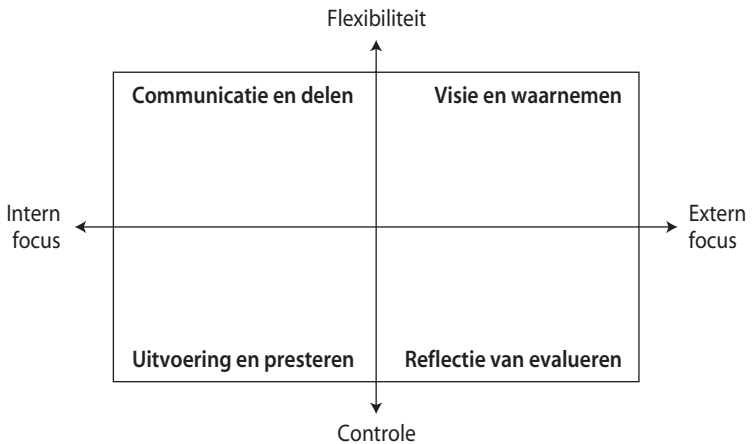 Flexibiliteit
Communicatie en delen
Visie en waarnemen
Intern
focus
Extern
focus
Uitvoering en presteren
Reflectie van evalueren
Controle